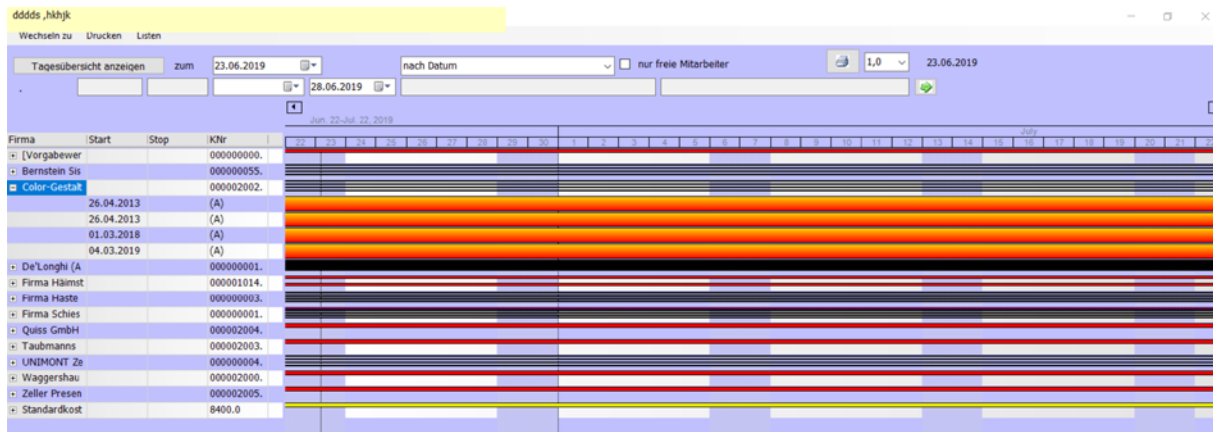 dddds ,hkhjk
Wechseln zu Drucken Listen
Tagesübersicht anzeigen zum 23.06.2019 nach Datum nur freie Mitarbeiter 1,0 23.06.2019
. 28.06.2019
Jun. 22-Jul. 22, 2019
July
Firma Start Stop KNr 22 23 24 25 26 27 28 29 30 1 2 3 4 5 6 7 8 9 10 11 12 13 14 15 16 17 18 19 20 21
[Vorgabewer 000000000.
Bernstein Sis 000000055.
Color-Gestalt 000002002.
26.04.2013 (A)
26.04.2013 (A)
01.03.2018 (A)
04.03.2019 (A)
De'Longhi (A 000000001.
Firma Häimst 000001014.
Firma Haste 000000003.
Firma Schies 000000001.
Quiss GmbH 000002004.
Taubmanns 000002003.
UNIMONT Ze 000000004.
Waggershau 000002000.
Zeller Presen 000002005.
Standardkost 8400.0